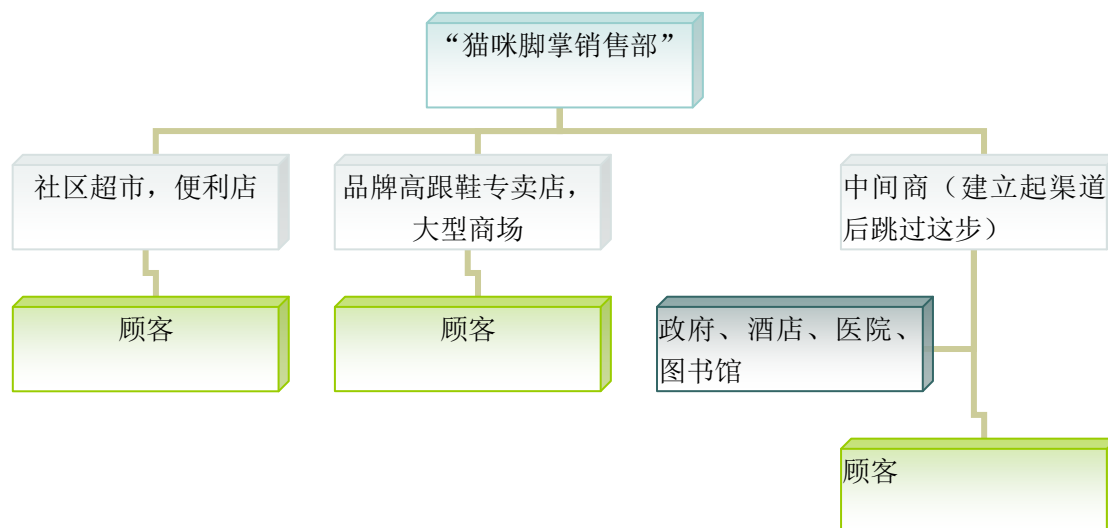 “猫咪脚掌销售部”
社区超市，便利店
品牌高跟鞋专卖店，
大型商场
中间商（建立起渠道
后跳过这步）
顾客
顾客
政府、酒店、医院、
图书馆
顾客